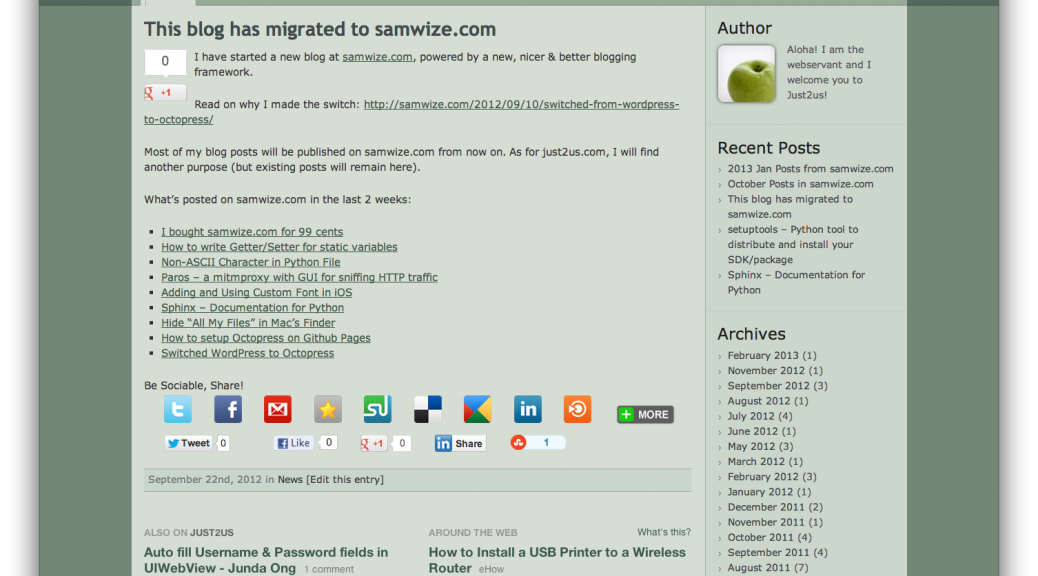 This blog has migrated to samwize.com
0
+1
I have started a new blog at samwize.com, powered by a new, nicer & better blogging
framework.
Read on why I made the switch: http://samwize.com/2012/09/10/switched-from-wordpress-
to-octopress/
Most of my blog posts will be published on samwize.com from now on. As for just2us.com, I will find
another purpose (but existing posts will remain here).
What's posted on samwize.com in the last 2 weeks:
I bought samwize.com for 99 cents
How to write Getter/Setter for static variables
Non-ASCII Character in Python File
Paros – a mitmproxy with GUI for sniffing HTTP traffic
Adding and Using Custom Font in iOS
Sphinx – Documentation for Python
Hide “All My Files” in Mac's Finder
How to setup Octopress on Github Pages
Switched WordPress to Octopress
Be Sociable, Share!
MORE
Tweet 0 Like 0 +1 0 in Share 1
September 22nd, 2012 in News [Edit this entry]
ALSO ON JUST2US
Auto fill Username & Password fields in
UIWebView - Junda Ong 1 comment
AROUND THE WEB What's this?
How to Install a USB Printer to a Wireless
Router eHow
Author
Aloha! I am the
webservant and I
welcome you to
Just2us!
Recent Posts
2013 Jan Posts from samwize.com
October Posts in samwize.com
This blog has migrated to
samwize.com
setuptools – Python tool to
distribute and install your
SDK/package
Sphinx – Documentation for
Python
Archives
February 2013 (1)
November 2012 (1)
September 2012 (3)
August 2012 (1)
July 2012 (4)
June 2012 (1)
May 2012 (3)
March 2012 (1)
February 2012 (3)
January 2012 (1)
December 2011 (2)
November 2011 (1)
October 2011 (4)
September 2011 (4)
August 2011 (7)